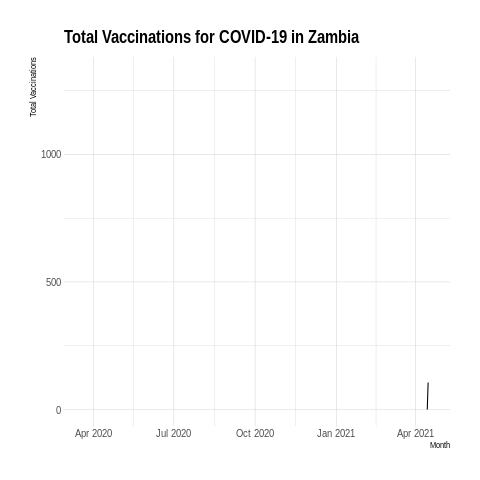 Total Vaccinations for COVID-19 in Zambia
Total Vaccinations
1000
500
0
Apr 2020 Jul 2020 Oct 2020 Jan 2021 Apr 2021
Month